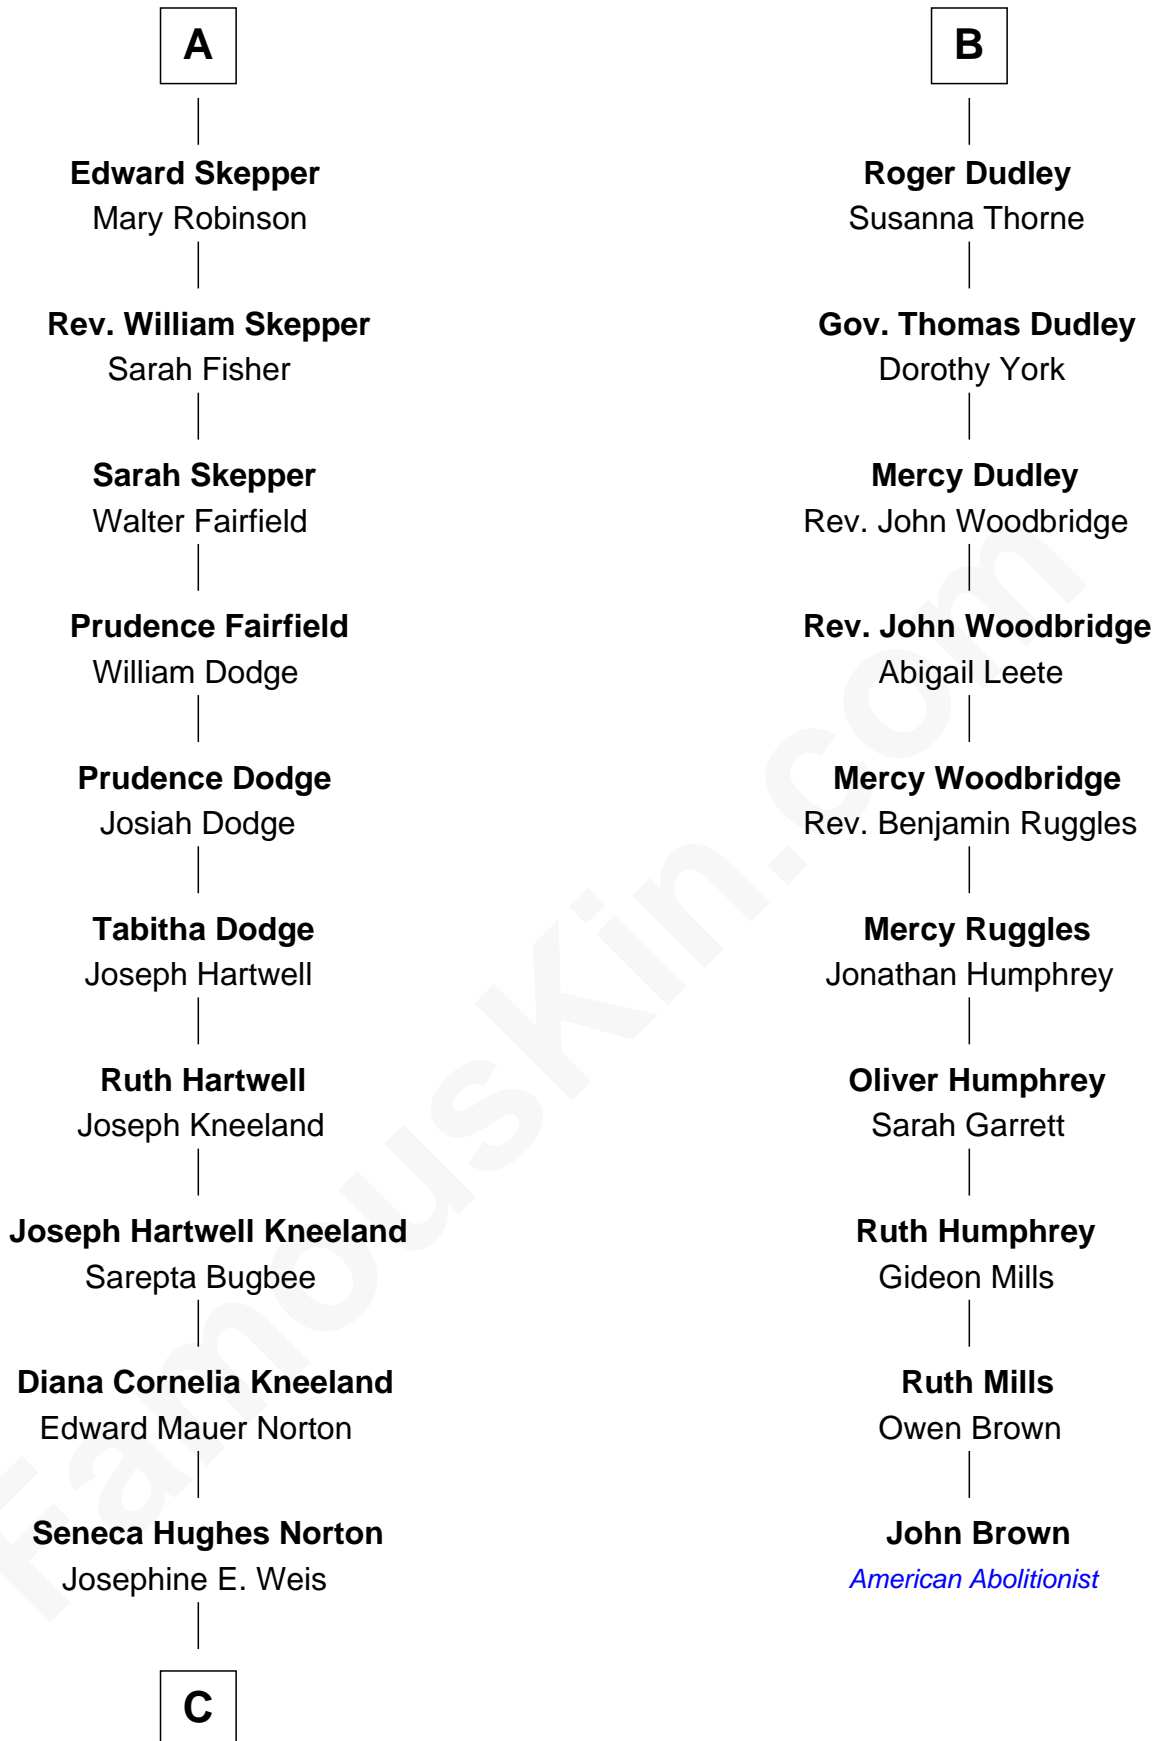 A
Edward Skepper
Mary Robinson
Rev. William Skepper
Sarah Fisher
Sarah Skepper
Walter Fairfield
Prudence Fairfield
William Dodge
Prudence Dodge
Josiah Dodge
Tabitha Dodge
Joseph Hartwell
Ruth Hartwell
Joseph Kneeland
Joseph Hartwell Kneeland
Sarepta Bugbee
Diana Cornelia Kneeland
Edward Mauer Norton
Seneca Hughes Norton
Josephine E. Weis
C
B
Roger Dudley
Susanna Thorne
Gov. Thomas Dudley
Dorothy York
Mercy Dudley
Rev. John Woodbridge
Rev. John Woodbridge
Abigail Leete
Mercy Woodbridge
Rev. Benjamin Ruggles
Mercy Ruggles
Jonathan Humphrey
Oliver Humphrey
Sarah Garrett
Ruth Humphrey
Gideon Mills
Ruth Mills
Owen Brown
John Brown
American Abolitionist
FamousKin.com